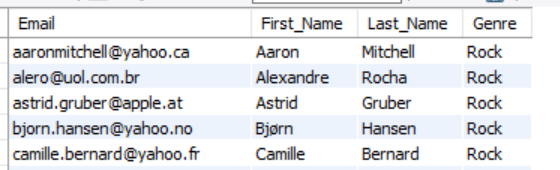 Email First_Name Last_Name Genre
aaronmitchell@yahoo.ca Aaron Mitchell Rock
alero@uol.com.br Alexandre Rocha Rock
astrid.gruber@apple.at Astrid Gruber Rock
bjorn.hansen@yahoo.no Bjørn Hansen Rock
camille.bernard@yahoo.fr Camille Bernard Rock